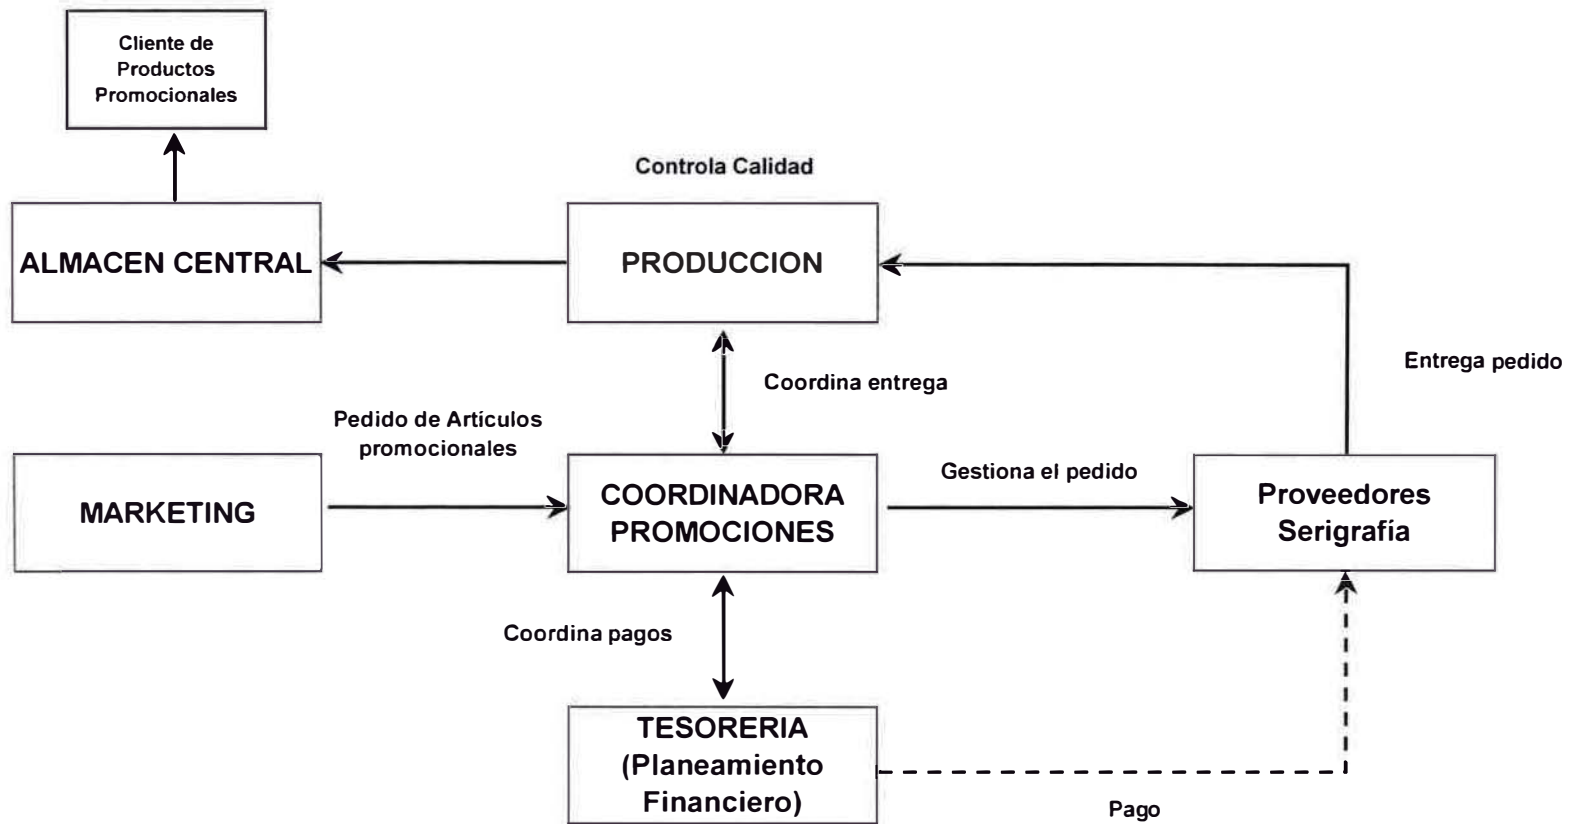 Cliente de
Productos
Promocionales
Controla Calidad
ALMACEN CENTRAL
PRODUCCION
Entrega pedido
Coordina entrega
Pedido de Artículos
promocionales
Gestiona el pedido
MARKETING
COORDINADORA
PROMOCIONES
Proveedores
Serigrafía
Coordina pagos
TESORERIA
(Planeamiento
Financiero)
Pago